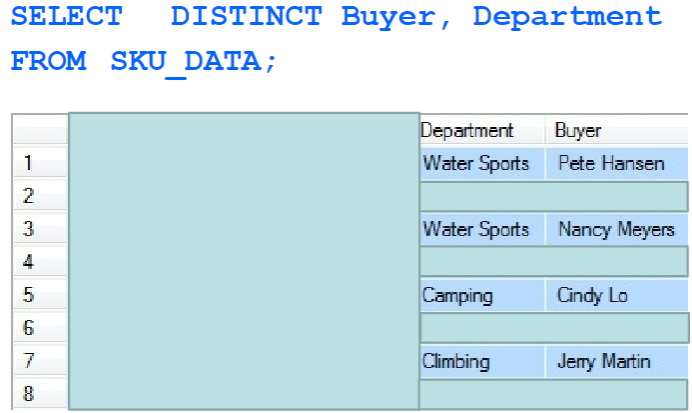 SELECT DISTINCT Buyer, Department
FROM SKU_DATA;
Department Buyer
1 Water Sports Pete Hansen
2
3 Water Sports Nancy Meyers
4
5 Camping Cindy Lo
6
7 Climbing Jerry Martin
8